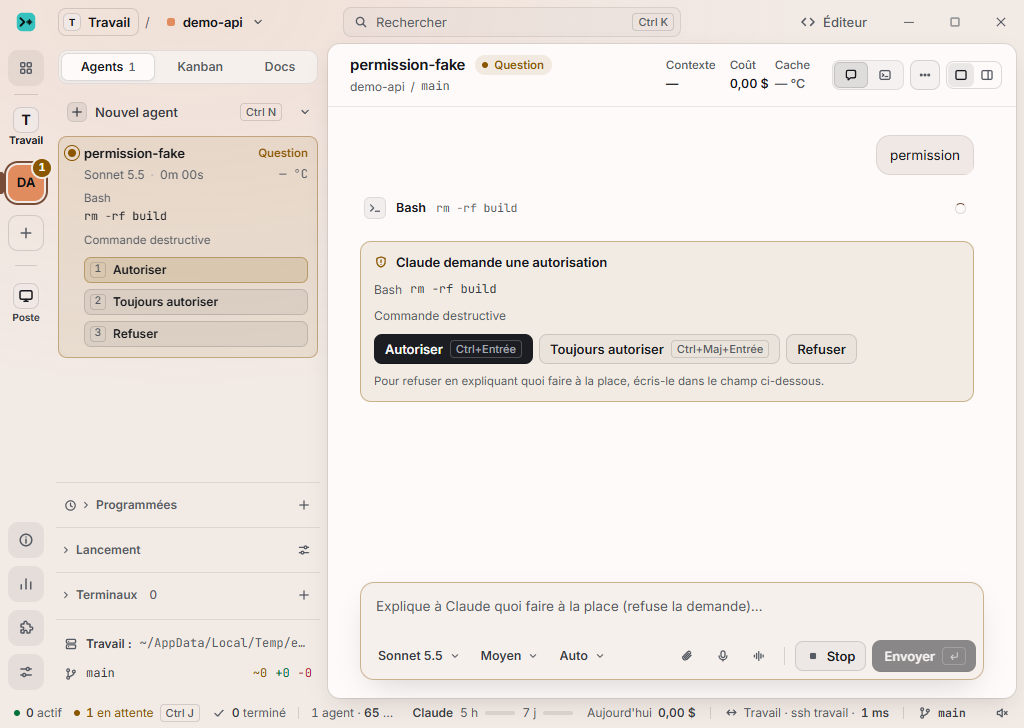 T Travail / demo-api
Rechercher Ctrl K
Éditeur
Agents 1 Kanban Docs
T
Travail
DA 1
Poste
Nouvel agent Ctrl N
permission-fake Question
Sonnet 5.5 · 0m 00s — °C
Bash
rm -rf build
Commande destructive
1 Autoriser
2 Toujours autoriser
3 Refuser
Programmées
Lancement
Terminaux 0
Travail : ~/AppData/Local/Temp/e…
main ~0 +0 -0
permission-fake Question
demo-api / main
Contexte Coût Cache
— 0,00 $ — °C
permission
Bash rm -rf build
Claude demande une autorisation
Bash rm -rf build
Commande destructive
Autoriser Ctrl+Entrée Toujours autoriser Ctrl+Maj+Entrée Refuser
Pour refuser en expliquant quoi faire à la place, écris-le dans le champ ci-dessous.
Explique à Claude quoi faire à la place (refuse la demande)…
Sonnet 5.5 Moyen Auto Stop Envoyer
0 actif 1 en attente Ctrl J 0 terminé 1 agent · 65 … Claude 5 h 7 j Aujourd'hui 0,00 $ Travail · ssh travail · 1 ms main